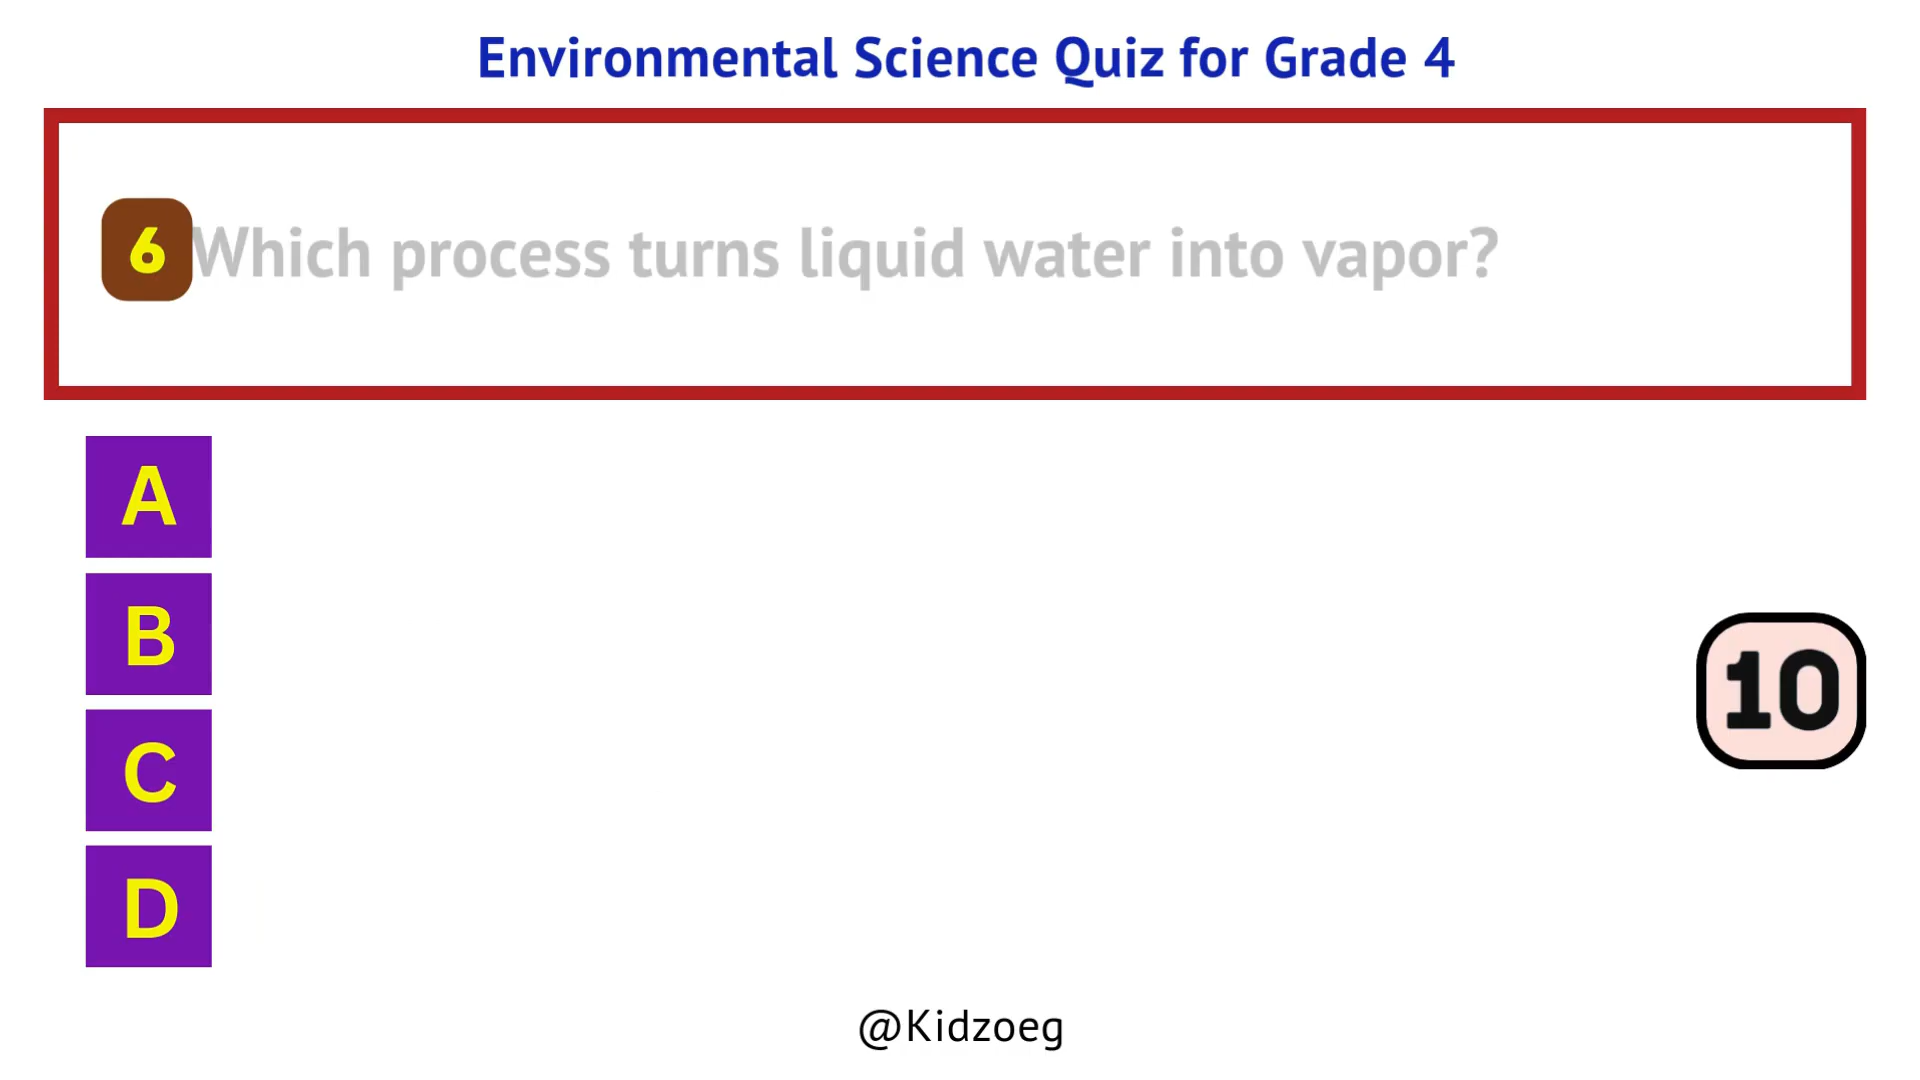 Environmental Science Quiz for Grade 4
6 Which process turns liquid water into vapor?
A
B
10
C
D
@Kidzoeg